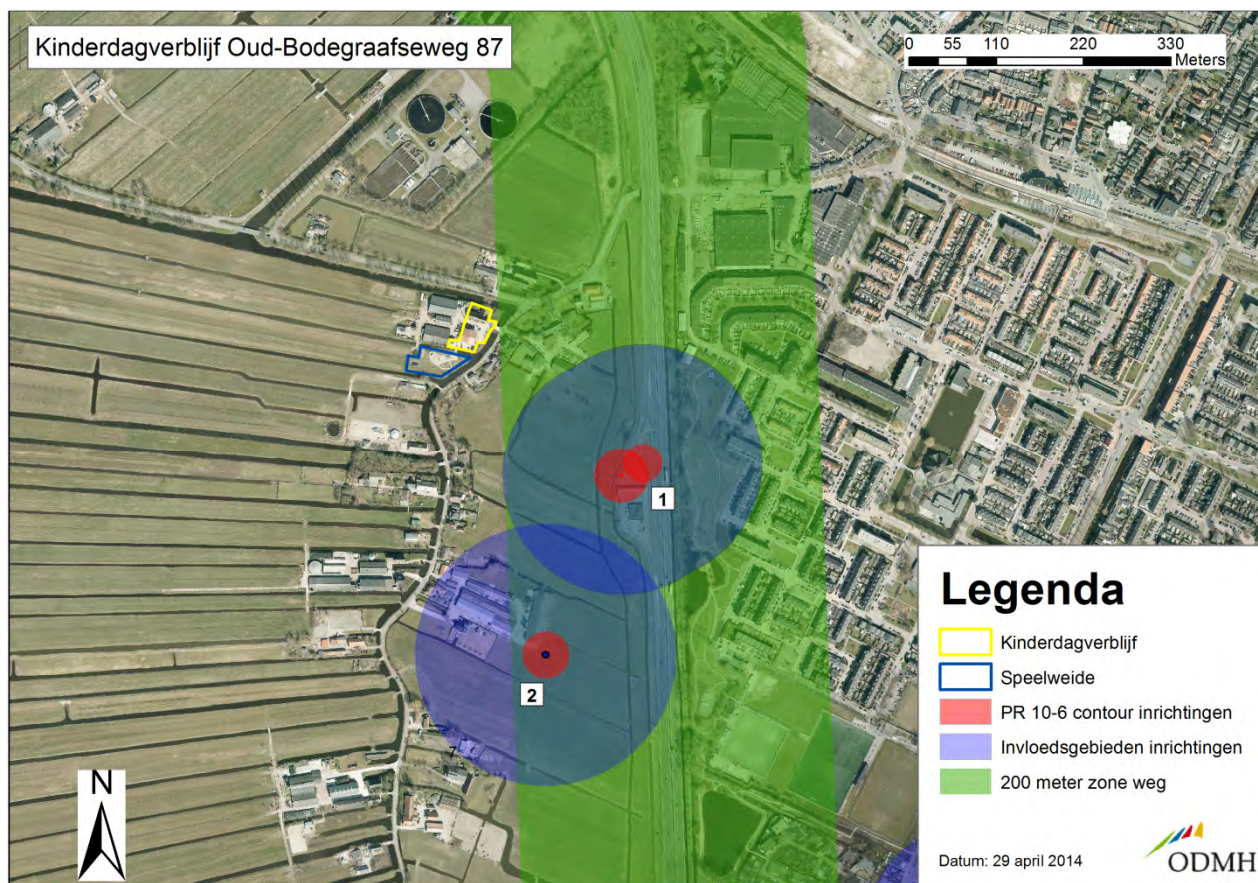 Kinderdagverblijf Oud-Bodegraafseweg 87
0 55 110 220 330
Meters
1
2
N
Legenda
Kinderdagverblijf
Speelweide
PR 10-6 contour inrichtingen
Invloedsgebieden inrichtingen
200 meter zone weg
Datum: 29 april 2014
ODMH